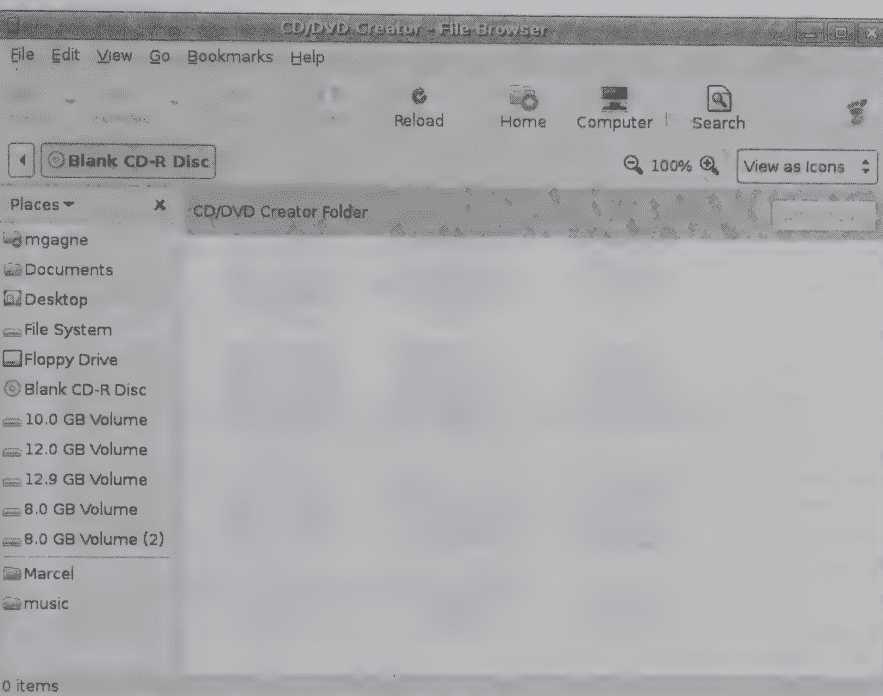 CD/DVD Creator - File Browser
File Edit View Go Bookmarks Help
Reload Home Computer Search
Blank CD-R Disc 100% View as Icons
Places
CD/DVD Creator Folder
mgagne
Documents
Desktop
File System
Floppy Drive
Blank CD-R Disc
10.0 GB Volume
12.0 GB Volume
12.9 GB Volume
8.0 GB Volume
8.0 GB Volume (2)
Marcel
music
0 items